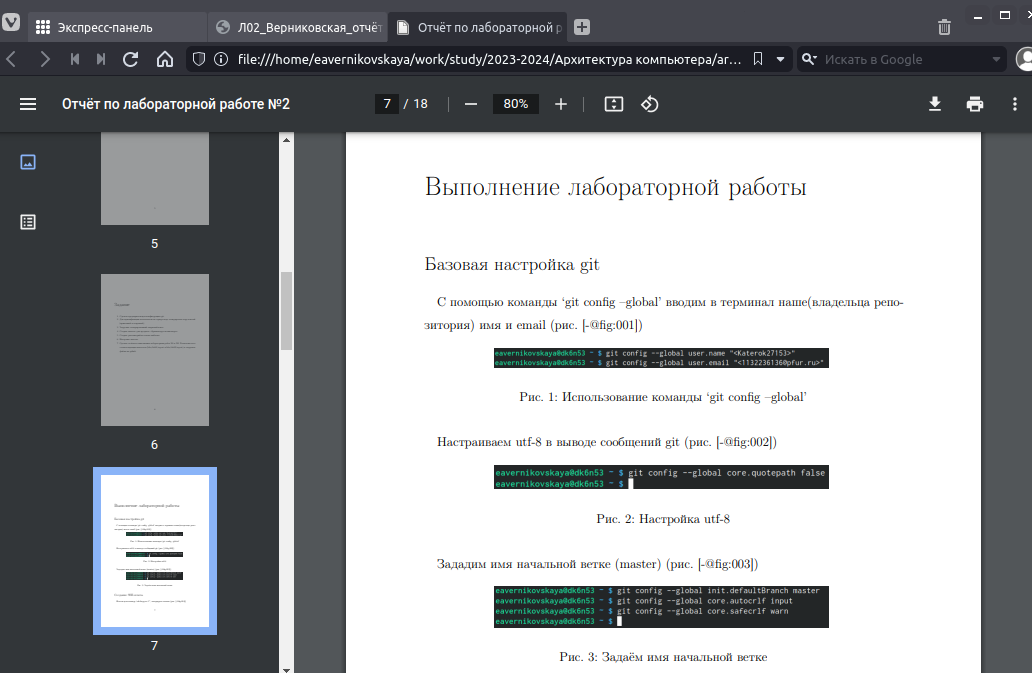 Экспресс-панель
Л02_Верниковская_отчёт
Отчёт по лабораторной р
file:///home/eavernikovskaya/work/study/2023-2024/Архитектура компьютера/ar...
Искать в Google
Отчёт по лабораторной работе №2
7 / 18
80%
5
6
7
Выполнение лабораторной работы
Базовая настройка git
С помощью команды ‘git config –global’ вводим в терминал наше(владельца репо-
зитория) имя и email (рис. [-@fig:001])
eavernikovskaya@dk6n53 ~ $ git config --global user.name "<Katerok27153>"
eavernikovskaya@dk6n53 ~ $ git config --global user.email "<1132236136@pfur.ru>"
Рис. 1: Использование команды ‘git config –global’
Настраиваем utf-8 в выводе сообщений git (рис. [-@fig:002])
eavernikovskaya@dk6n53 ~ $ git config --global core.quotepath false
eavernikovskaya@dk6n53 ~ $
Рис. 2: Настройка utf-8
Зададим имя начальной ветке (master) (рис. [-@fig:003])
eavernikovskaya@dk6n53 ~ $ git config --global init.defaultBranch master
eavernikovskaya@dk6n53 ~ $ git config --global core.autocrlf input
eavernikovskaya@dk6n53 ~ $ git config --global core.safecrlf warn
eavernikovskaya@dk6n53 ~ $
Рис. 3: Задаём имя начальной ветке